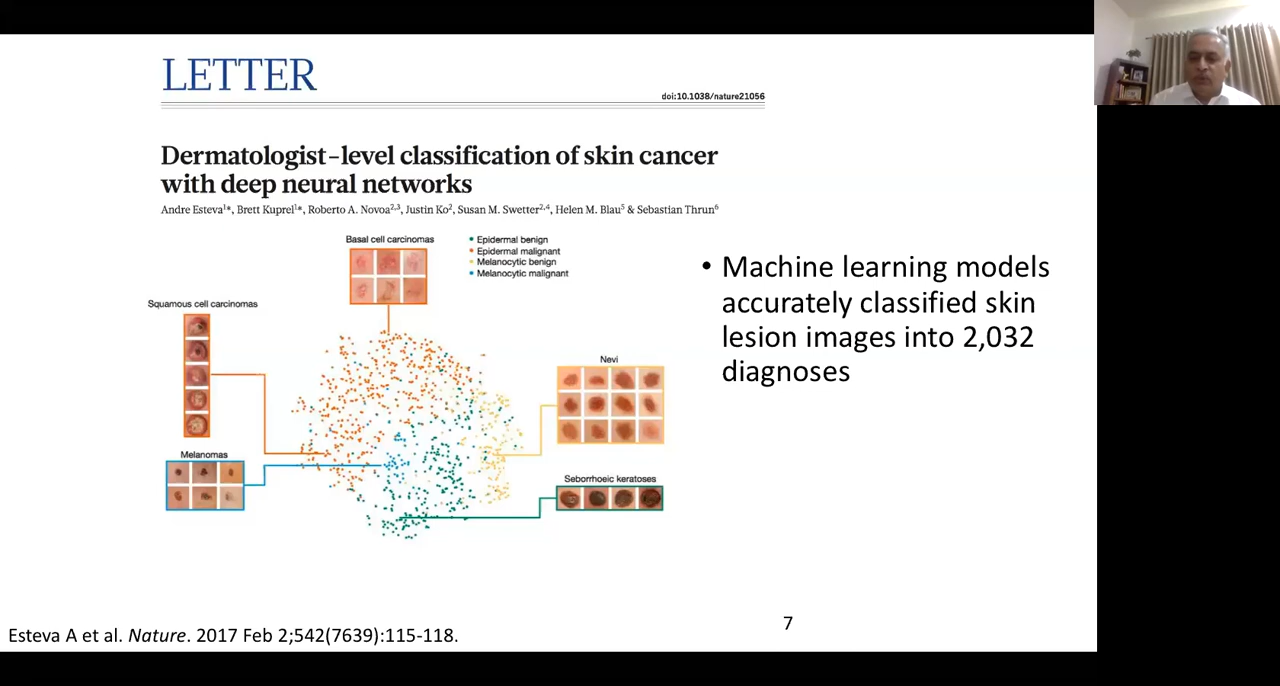 LETTER
doi:10.1038/nature21056
Dermatologist-level classification of skin cancer
with deep neural networks
Andre Esteva¹*, Brett Kuprel¹*, Roberto A. Novoa²,³, Justin Ko², Susan M. Swetter²,⁴, Helen M. Blau⁵ & Sebastian Thrun⁶
Basal cell carcinomas
Epidermal benign
Epidermal malignant
Melanocytic benign
Melanocytic malignant
Squamous cell carcinomas
Nevi
Melanomas
Seborrhoeic keratoses
• Machine learning models
accurately classified skin
lesion images into 2,032
diagnoses
7
Esteva A et al. Nature. 2017 Feb 2;542(7639):115-118.